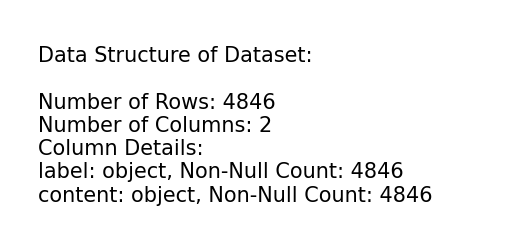 Data Structure of Dataset:
Number of Rows: 4846
Number of Columns: 2
Column Details:
label: object, Non-Null Count: 4846
content: object, Non-Null Count: 4846